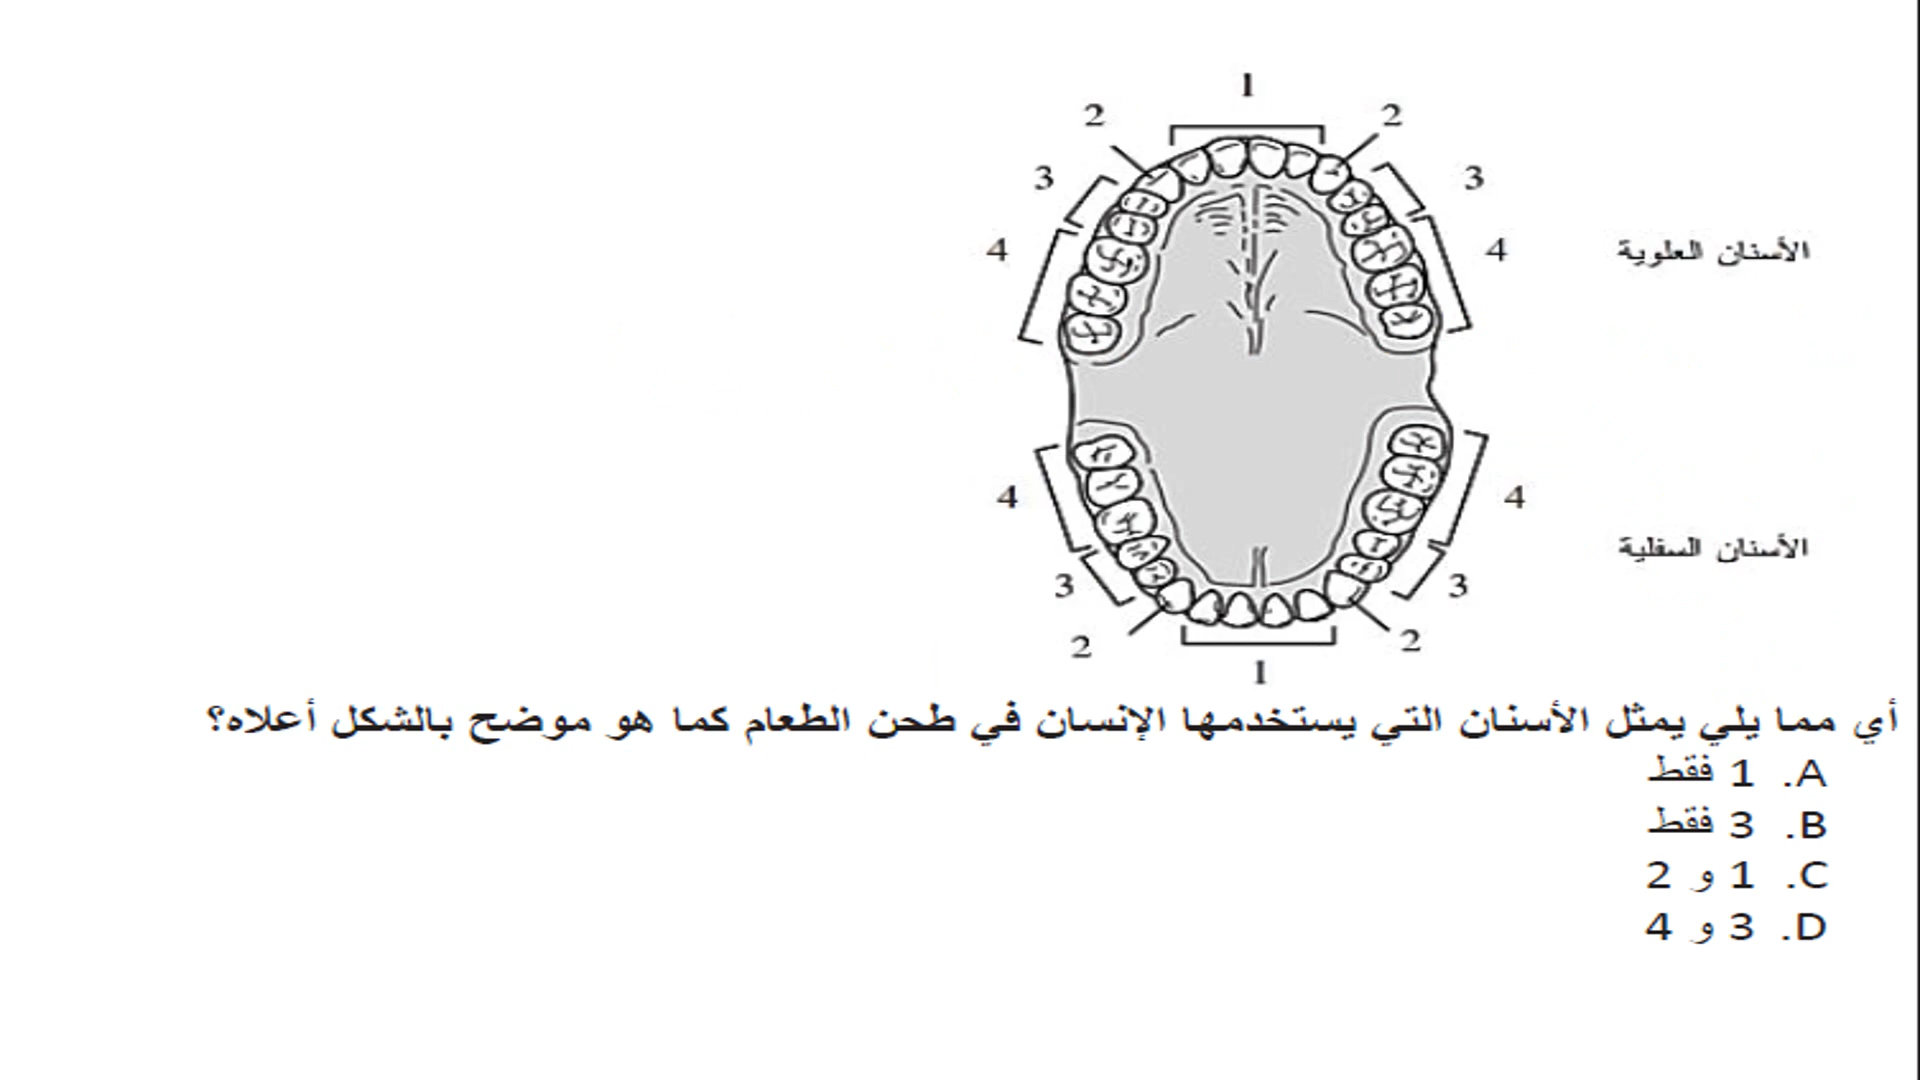 1
2 2
3 3
4 4
الأسنان العلوية
4 4
الأسنان السفلية
3 3
2 2
1
أي مما يلي يمثل الأسنان التي يستخدمها الإنسان في طحن الطعام كما هو موضح بالشكل أعلاه؟
A. 1 فقط
B. 3 فقط
C. 1 و 2
D. 3 و 4